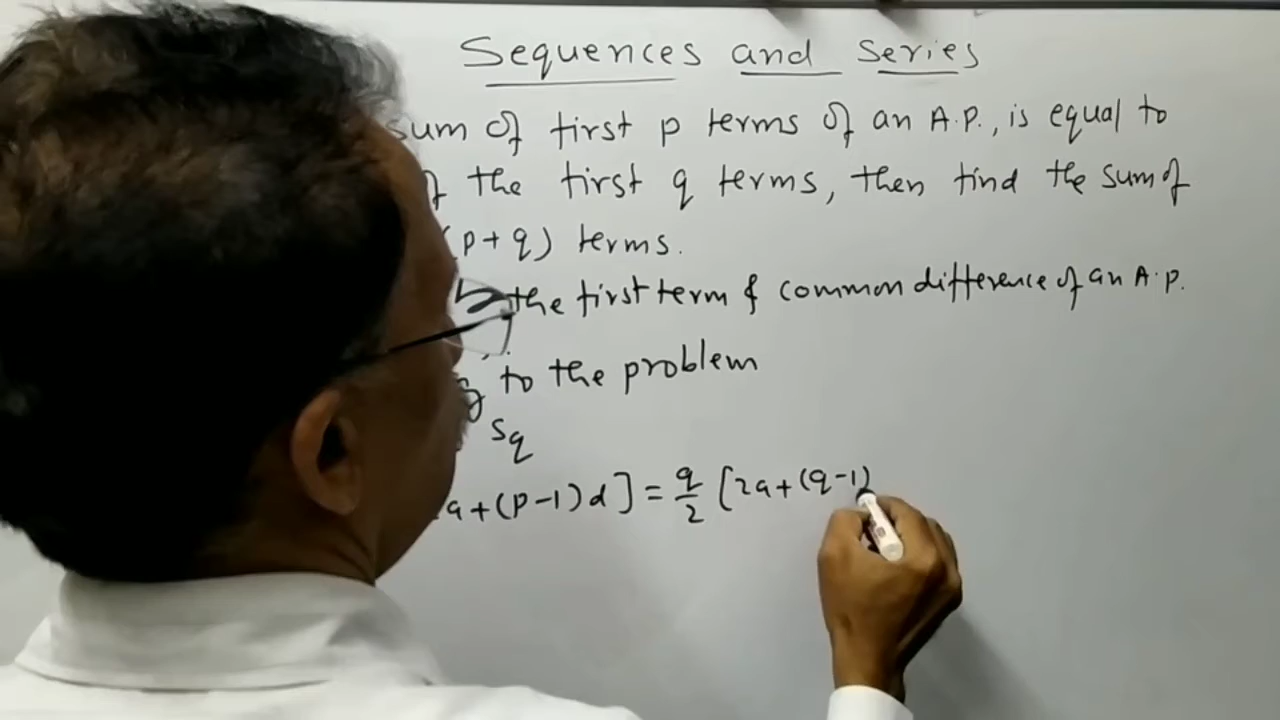 Sequences and Series
sum of first p terms of an A.P., is equal to
the first q terms, then find the sum of
(p+q) terms.
the first term & common difference of an A.P.
to the problem
Sq
a+(p-1)d]=q/2 [2a+(q-1)